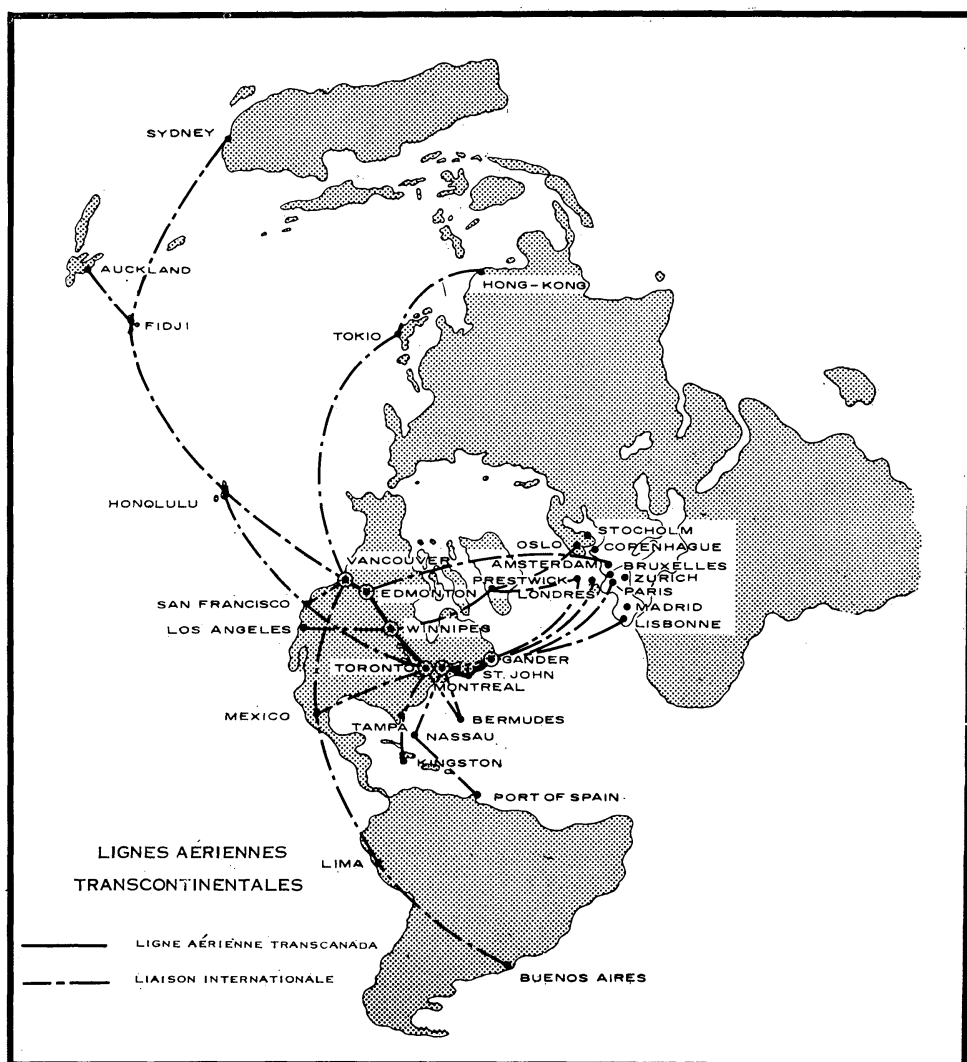 SYDNEY
AUCKLAND
HONG-KONG
FIDJI
TOKIO
HONOLULU
STOCHOLM
OSLO
COPENHAGUE
VANCOUVER
AMSTERDAM
BRUXELLES
PRESTWICK
ZURICH
EDMONTON
LONDRES
PARIS
SAN FRANCISCO
MADRID
LOS ANGELES
WINNIPEG
LISBONNE
GANDER
TORONTO
ST. JOHN
MONTREAL
MEXICO
BERMUDES
TAMPA
NASSAU
KINGSTON
PORT OF SPAIN
LIGNES AÉRIENNES
TRANSCONTINENTALES
LIMA
LIGNE AÉRIENNE TRANSCANADA
LIAISON INTERNATIONALE
BUENOS AIRES